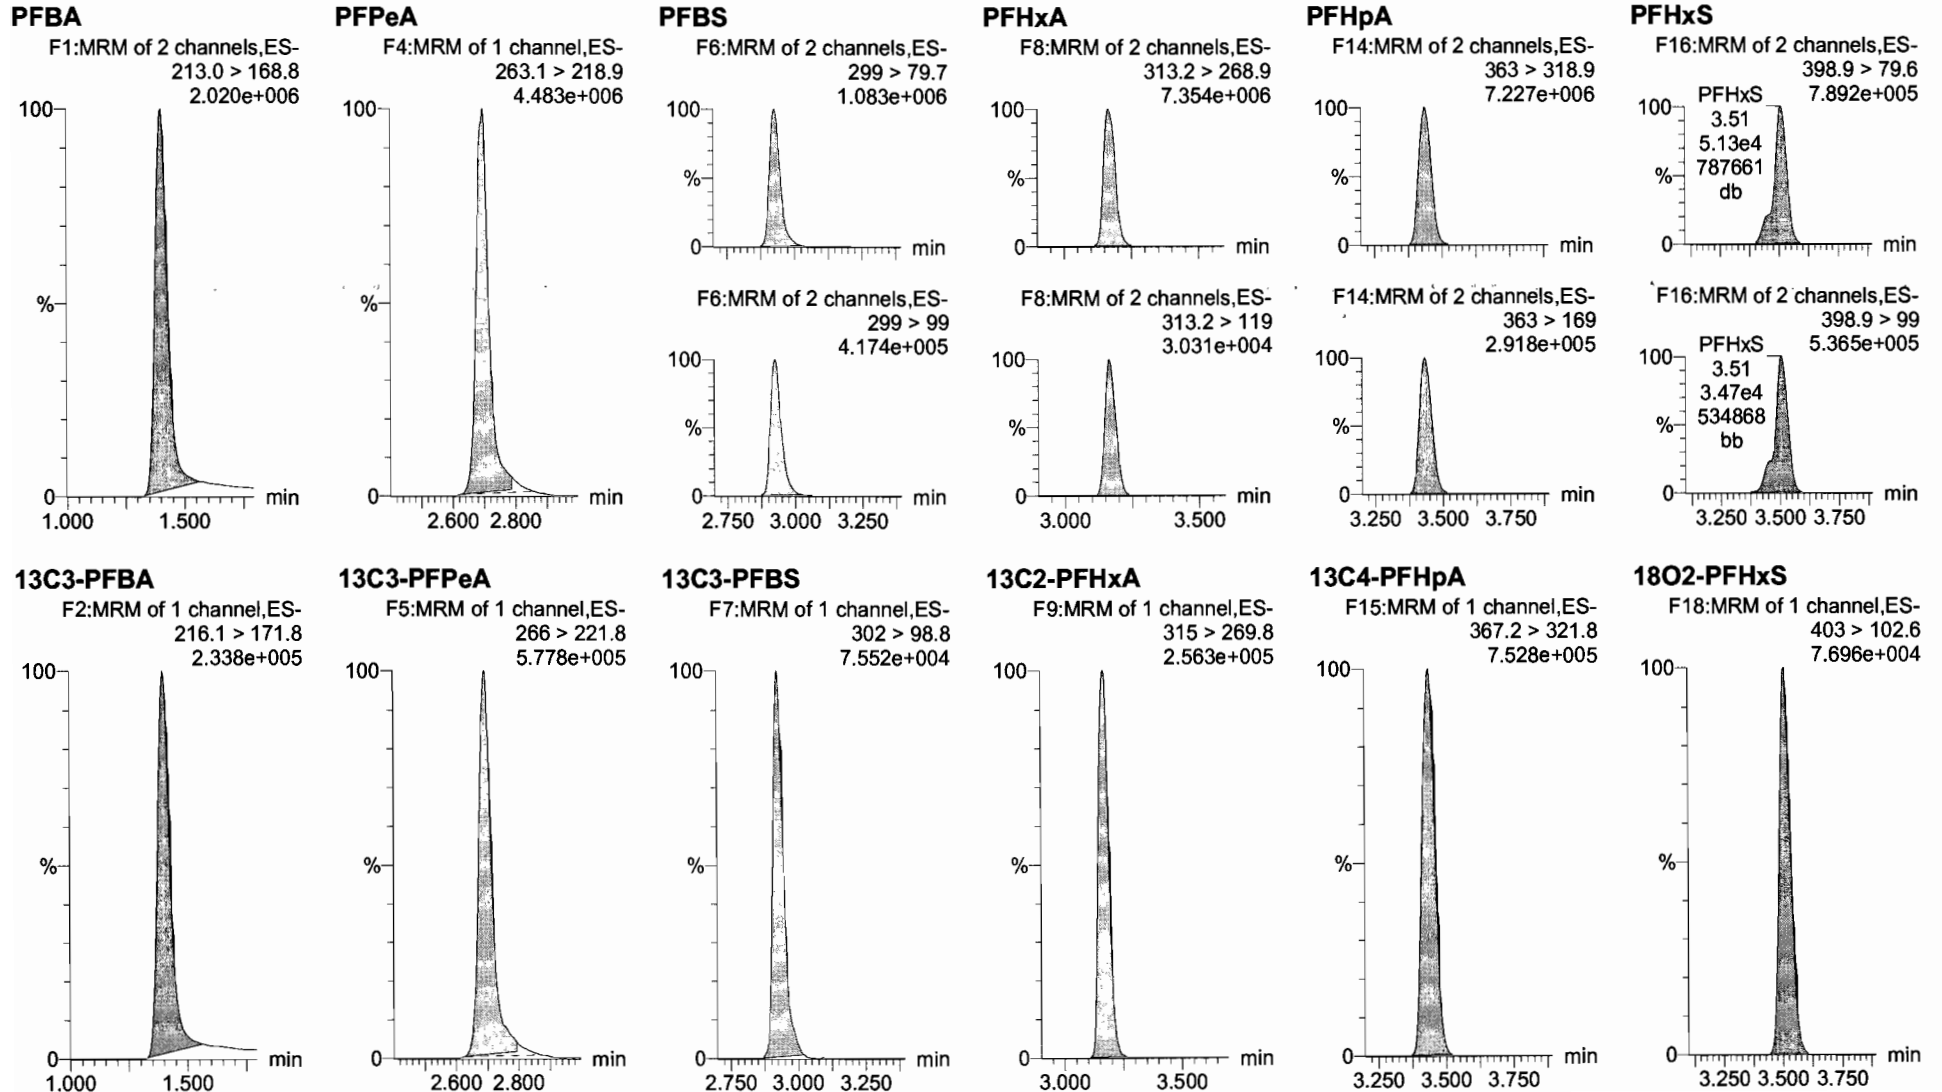 PFBA
F1:MRM of 2 channels,ES-
213.0 > 168.8
2.020e+006
100
%
0
1.000
1.500
min
PFPeA
F4:MRM of 1 channel,ES-
263.1 > 218.9
4.483e+006
100
%
0
2.600
2.800
min
PFBS
F6:MRM of 2 channels,ES-
299 > 79.7
1.083e+006
100
%
0
min
F6:MRM of 2 channels,ES-
299 > 99
4.174e+005
100
%
0
2.750
3.000
3.250
min
PFHxA
F8:MRM of 2 channels,ES-
313.2 > 268.9
7.354e+006
100
%
0
min
F8:MRM of 2 channels,ES-
313.2 > 119
3.031e+004
100
%
0
3.000
3.500
min
PFHpA
F14:MRM of 2 channels,ES-
363 > 318.9
7.227e+006
100
%
0
min
F14:MRM of 2 channels,ES-
363 > 169
2.918e+005
100
%
0
3.250
3.500
3.750
min
PFHxS
F16:MRM of 2 channels,ES-
398.9 > 79.6
7.892e+005
100
PFHxS
3.51
5.13e4
787661
db
%
0
min
F16:MRM of 2 channels,ES-
398.9 > 99
5.365e+005
100
PFHxS
3.51
3.47e4
534868
bb
%
0
3.250
3.500
3.750
min
13C3-PFBA
F2:MRM of 1 channel,ES-
216.1 > 171.8
2.338e+005
100
%
0
1.000
1.500
min
13C3-PFPeA
F5:MRM of 1 channel,ES-
266 > 221.8
5.778e+005
100
%
0
2.600
2.800
min
13C3-PFBS
F7:MRM of 1 channel,ES-
302 > 98.8
7.552e+004
100
%
0
2.750
3.000
3.250
min
13C2-PFHxA
F9:MRM of 1 channel,ES-
315 > 269.8
2.563e+005
100
%
0
3.000
3.500
min
13C4-PFHpA
F15:MRM of 1 channel,ES-
367.2 > 321.8
7.528e+005
100
%
0
3.250
3.500
3.750
min
18O2-PFHxS
F18:MRM of 1 channel,ES-
403 > 102.6
7.696e+004
100
%
0
3.250
3.500
3.750
min